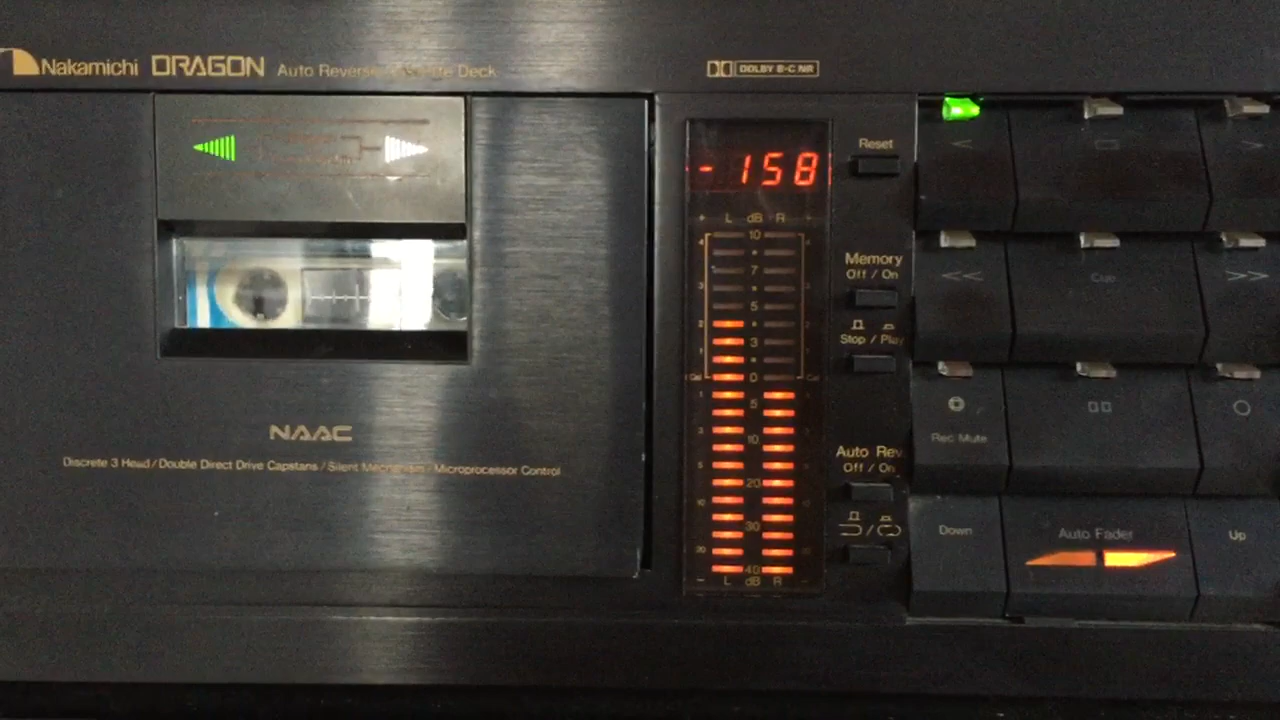 Nakamichi DRAGON Auto Reverse Cassette Deck
DOLBY B-C NR
-158
Reset
+ L dB R +
10
7
5
3
0
5
10
20
30
40
- L dB R -
Memory
Off / On
Stop / Play
Auto Rev.
Off / On
<
>
<<
Cue
>>
Rec Mute
Down
Auto Fader
Up
NAAC
Discrete 3 Head / Double Direct Drive Capstans / Silent Mechanism / Microprocessor Control